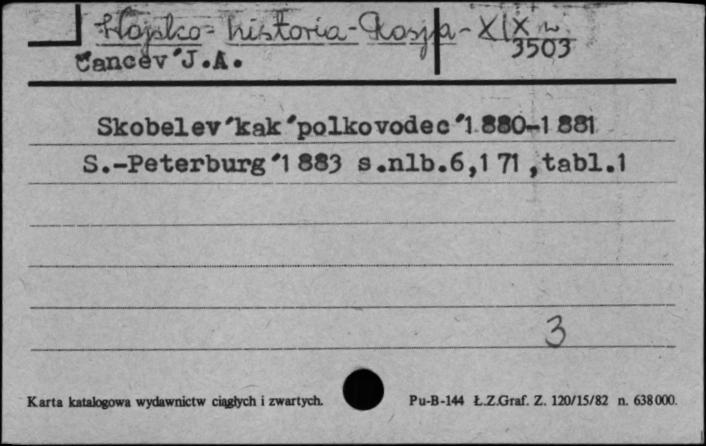 Wojsko- historia-Rosja-XIX w
3503
Čancev J.A.
Skobelev kak polkovodec 1880-1881
S.-Peterburg 1883 s.nlb.6,171,tabl.1
3
Karta katalogowa wydawnictw ciągłych i zwartych.
Pu-B-144 Ł.Z.Graf. Z. 120/15/82 n. 638000.